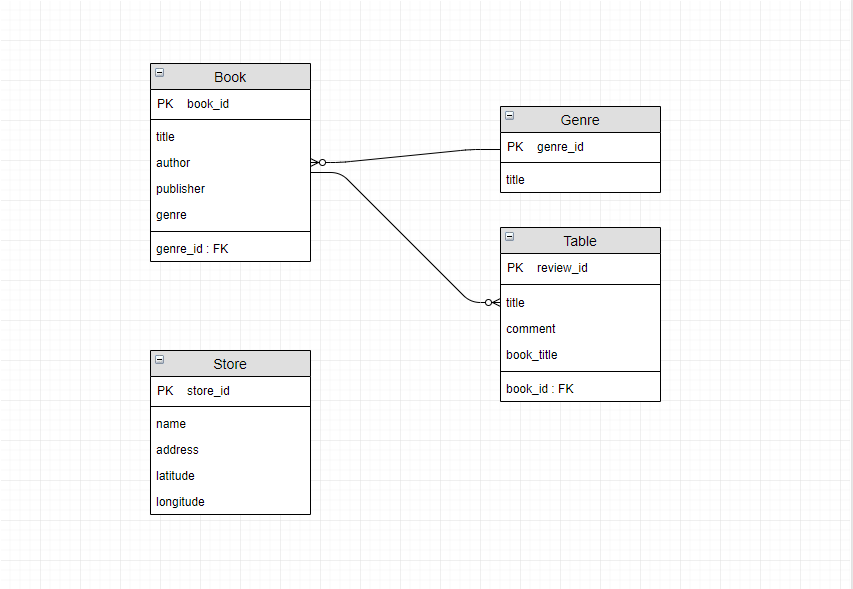 Book
PK book_id
title
author
publisher
genre
genre_id : FK
Genre
PK genre_id
title
Table
PK review_id
title
comment
book_title
book_id : FK
Store
PK store_id
name
address
latitude
longitude